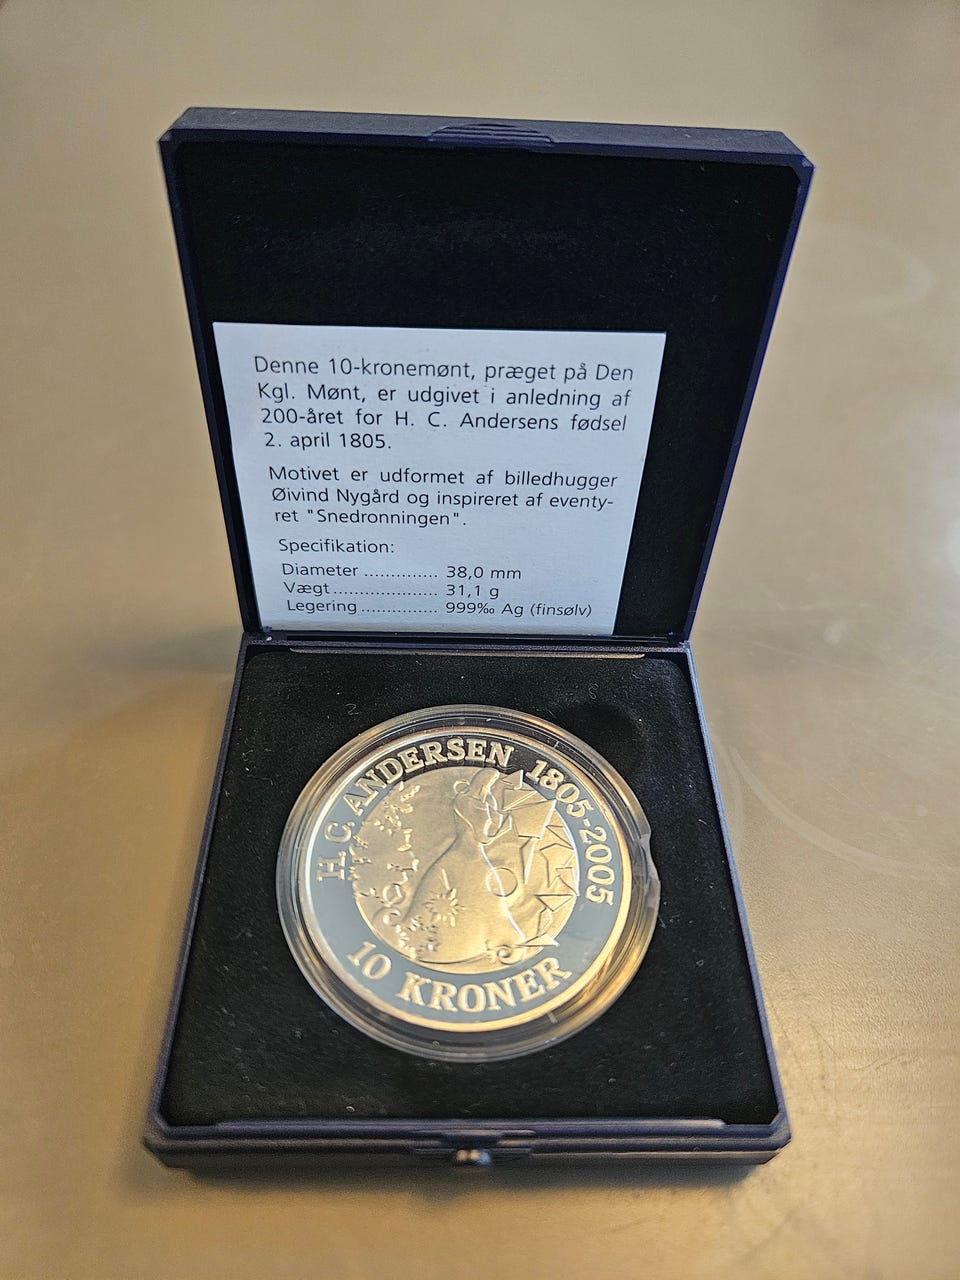 Denne 10-kronemønt, præget på Den
Kgl. Mønt, er udgivet i anledning af
200-året for H. C. Andersens fødsel
2. april 1805.
Motivet er udformet af billedhugger
Øivind Nygård og inspireret af eventy-
ret "Snedronningen".
Specifikation:
Diameter .............. 38,0 mm
Vægt .................... 31,1 g
Legering ............... 999‰ Ag (finsølv)
H. C. ANDERSEN 1805-2005
10 KRONER